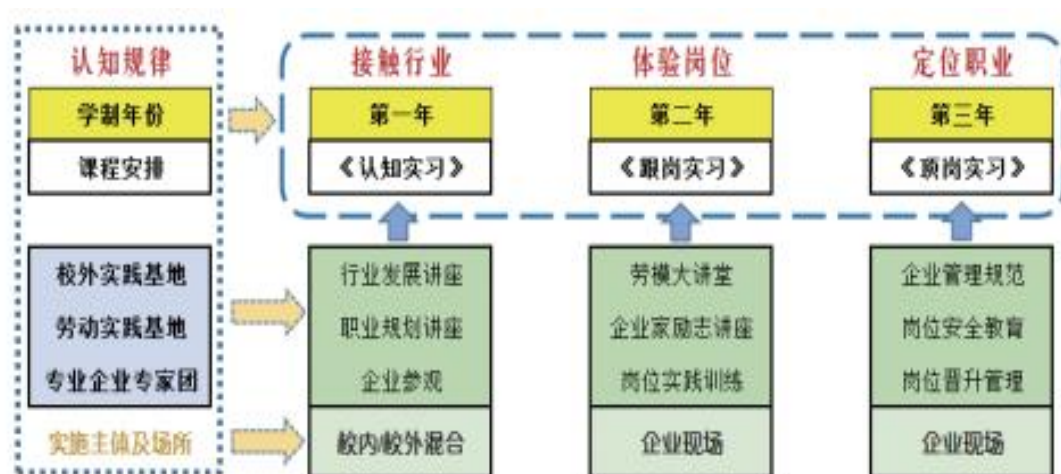 认知规律 接触行业 体验岗位 定位职业
学制年份 第一年 第二年 第三年
课程安排 《认知实习》 《跟岗实习》 《顶岗实习》
校外实践基地 行业发展讲座 劳模大讲堂 企业管理规范
劳动实践基地 职业规划讲座 企业家励志讲座 岗位安全教育
专业企业专家团 企业参观 岗位实践训练 岗位晋升管理
实施主体及场所 校内/校外混合 企业现场 企业现场